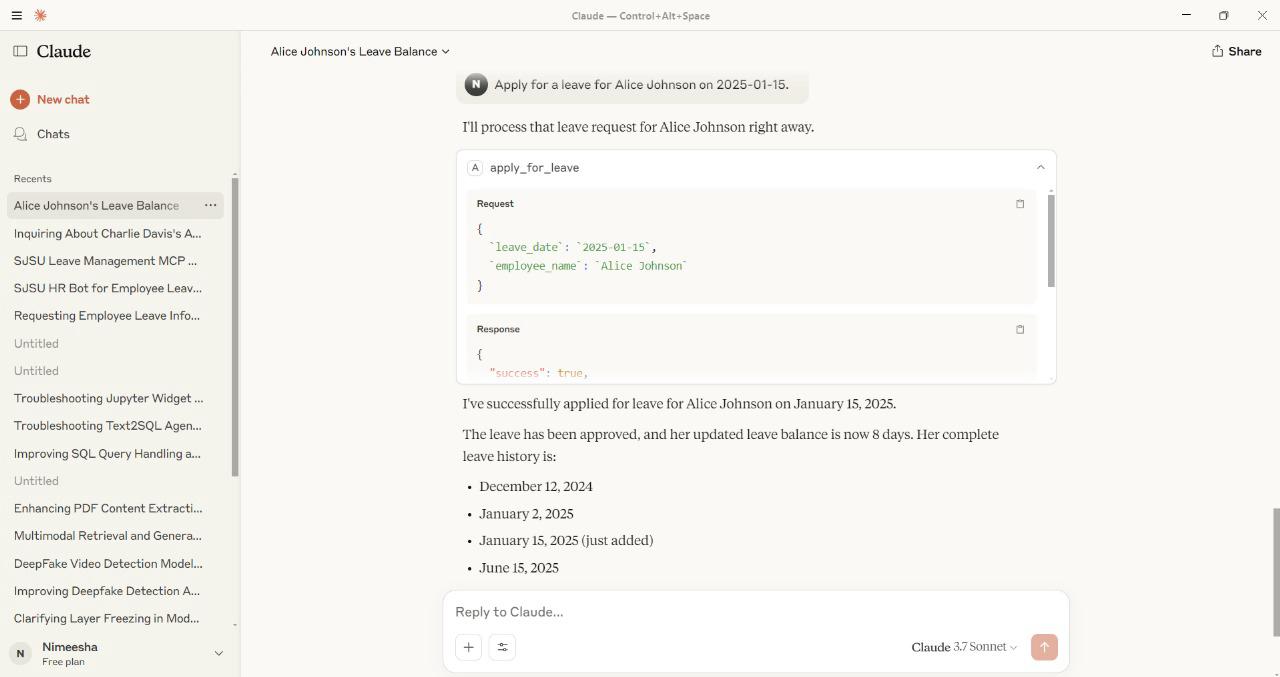 Claude — Control+Alt+Space
Claude
Alice Johnson's Leave Balance
Share
New chat
Chats
Recents
Alice Johnson's Leave Balance
Inquiring About Charlie Davis's A...
SJSU Leave Management MCP ...
SJSU HR Bot for Employee Leav...
Requesting Employee Leave Info...
Untitled
Untitled
Troubleshooting Jupyter Widget ...
Troubleshooting Text2SQL Agen...
Improving SQL Query Handling a...
Untitled
Enhancing PDF Content Extracti...
Multimodal Retrieval and Genera...
DeepFake Video Detection Model...
Improving Deepfake Detection A...
Clarifying Layer Freezing in Mod...
N
Nimeesha
Free plan
N Apply for a leave for Alice Johnson on 2025-01-15.
I'll process that leave request for Alice Johnson right away.
A apply_for_leave
Request
{
`leave_date`: `2025-01-15`,
`employee_name`: `Alice Johnson`
}
Response
{
"success": true,
I've successfully applied for leave for Alice Johnson on January 15, 2025.
The leave has been approved, and her updated leave balance is now 8 days. Her complete
leave history is:
• December 12, 2024
• January 2, 2025
• January 15, 2025 (just added)
• June 15, 2025
Reply to Claude...
Claude 3.7 Sonnet